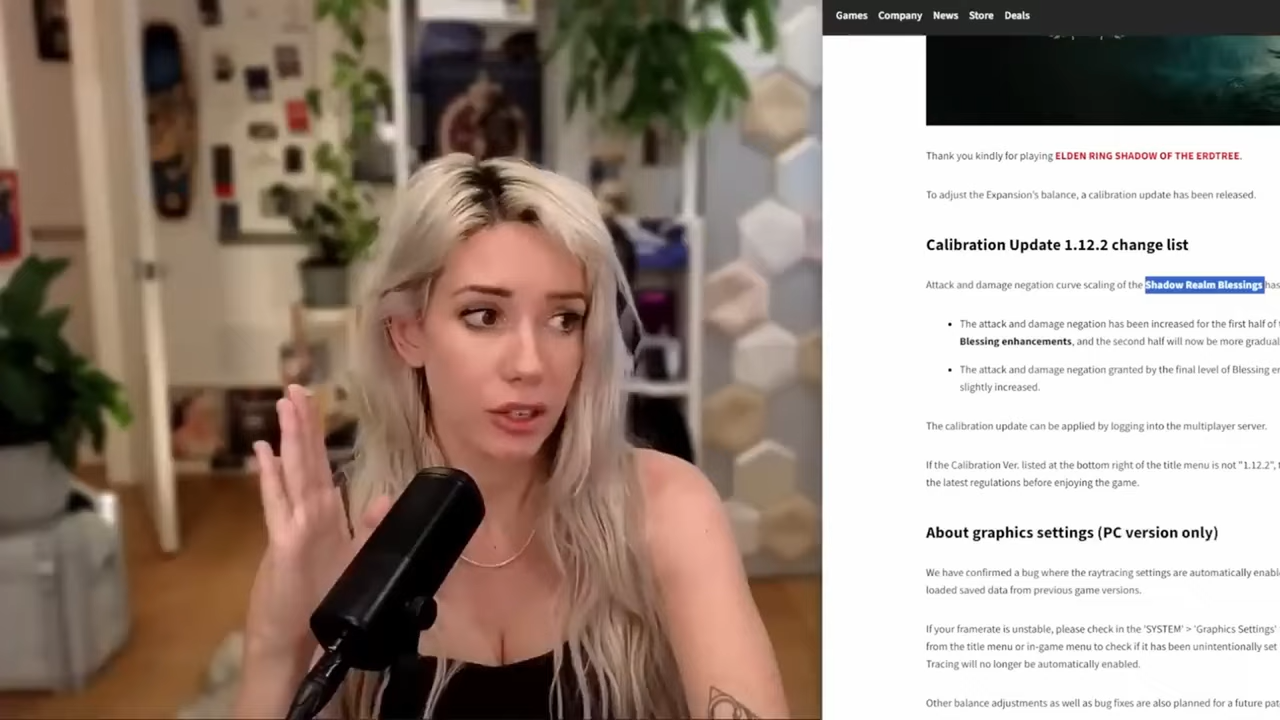 Games Company News Store Deals
Thank you kindly for playing ELDEN RING SHADOW OF THE ERDTREE.
To adjust the Expansion's balance, a calibration update has been released.
Calibration Update 1.12.2 change list
Attack and damage negation curve scaling of the Shadow Realm Blessings has
The attack and damage negation has been increased for the first half of
Blessing enhancements, and the second half will now be more gradual
The attack and damage negation granted by the final level of Blessing
slightly increased.
The calibration update can be applied by logging into the multiplayer server.
If the Calibration Ver. listed at the bottom right of the title menu is not "1.12.2",
the latest regulations before enjoying the game.
About graphics settings (PC version only)
We have confirmed a bug where the raytracing settings are automatically
loaded saved data from previous game versions.
If your framerate is unstable, please check in the 'SYSTEM' > 'Graphics Settings'
from the title menu or in-game menu to check if it has been unintentionally set
Tracing will no longer be automatically enabled.
Other balance adjustments as well as bug fixes are also planned for a future